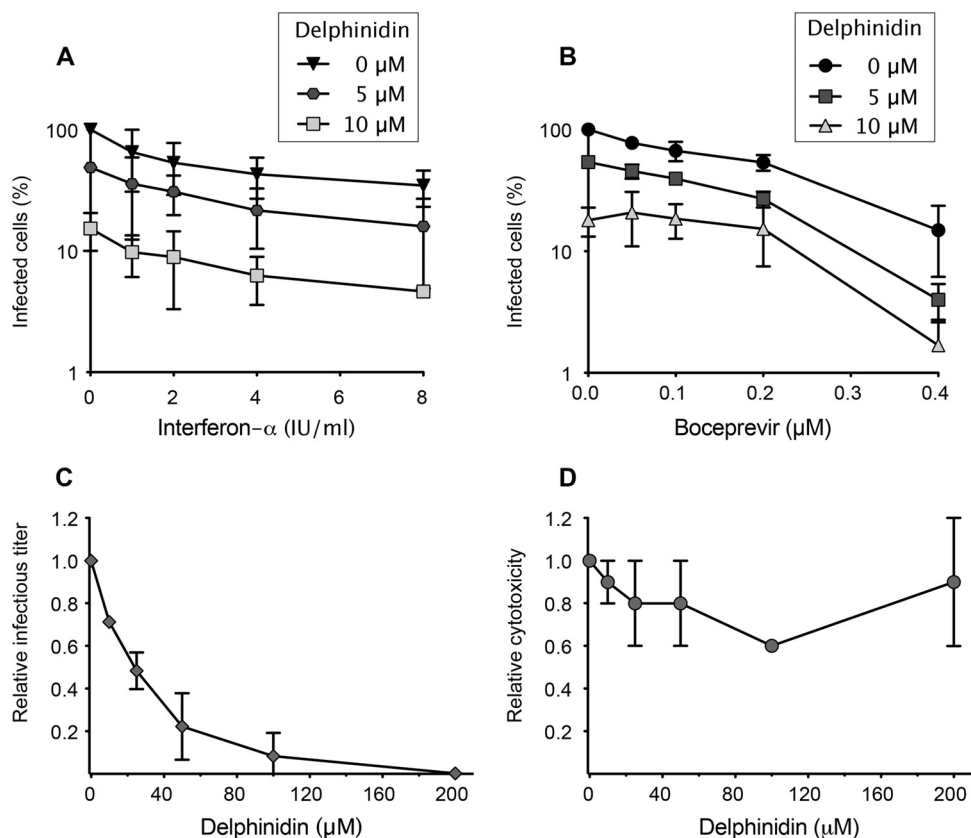 A
Delphinidin
0 µM
5 µM
10 µM
Infected cells (%)
100
10
1
0 2 4 6 8
Interferon-α (IU/ml)
B
Delphinidin
0 µM
5 µM
10 µM
Infected cells (%)
100
10
1
0.0 0.1 0.2 0.3 0.4
Boceprevir (µM)
C
Relative infectious titer
1.2
1.0
0.8
0.6
0.4
0.2
0 40 80 120 160 200
Delphinidin (µM)
D
Relative cytotoxicity
1.2
1.0
0.8
0.6
0.4
0.2
0 40 80 120 160 200
Delphinidin (µM)